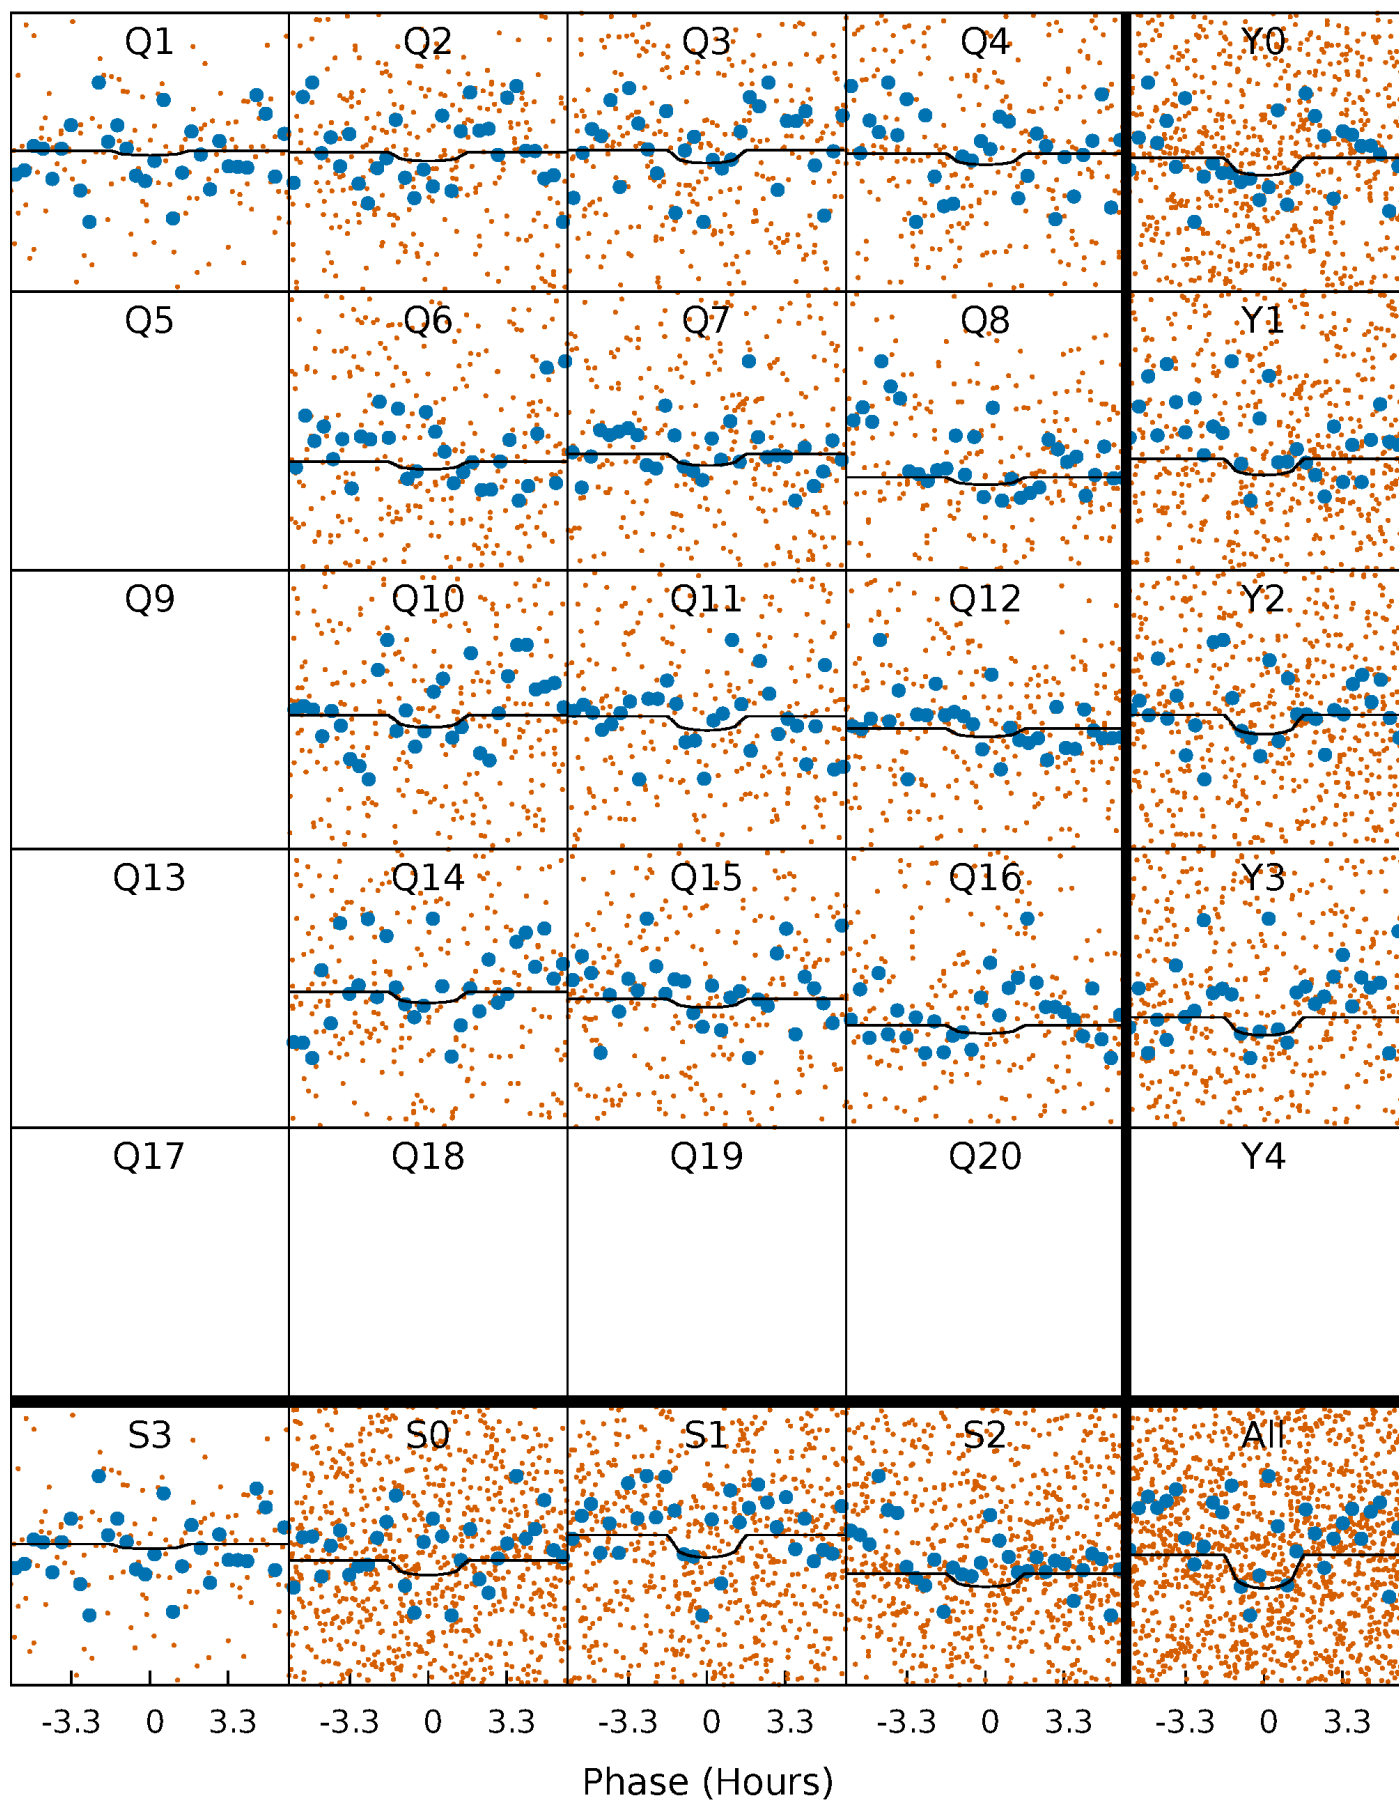 Q1 Q2 Q3 Q4 Y0
Q5 Q6 Q7 Q8 Y1
Q9 Q10 Q11 Q12 Y2
Q13 Q14 Q15 Q16 Y3
Q17 Q18 Q19 Q20 Y4
S3 S0 S1 S2 All
-3.3 0 3.3 -3.3 0 3.3 -3.3 0 3.3 -3.3 0 3.3 -3.3 0 3.3
Phase (Hours)